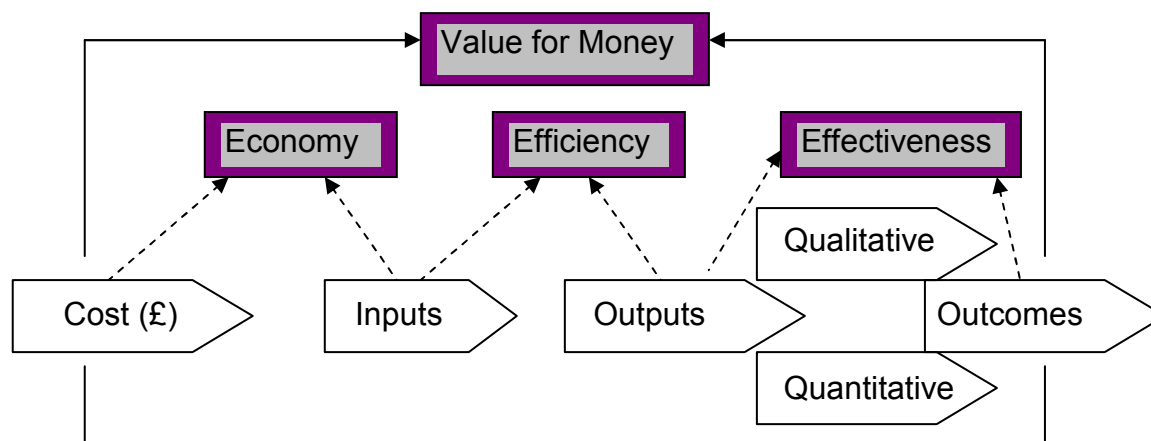 Value for Money
Economy
Efficiency
Effectiveness
Qualitative
Cost (£)
Inputs
Outputs
Outcomes
Quantitative